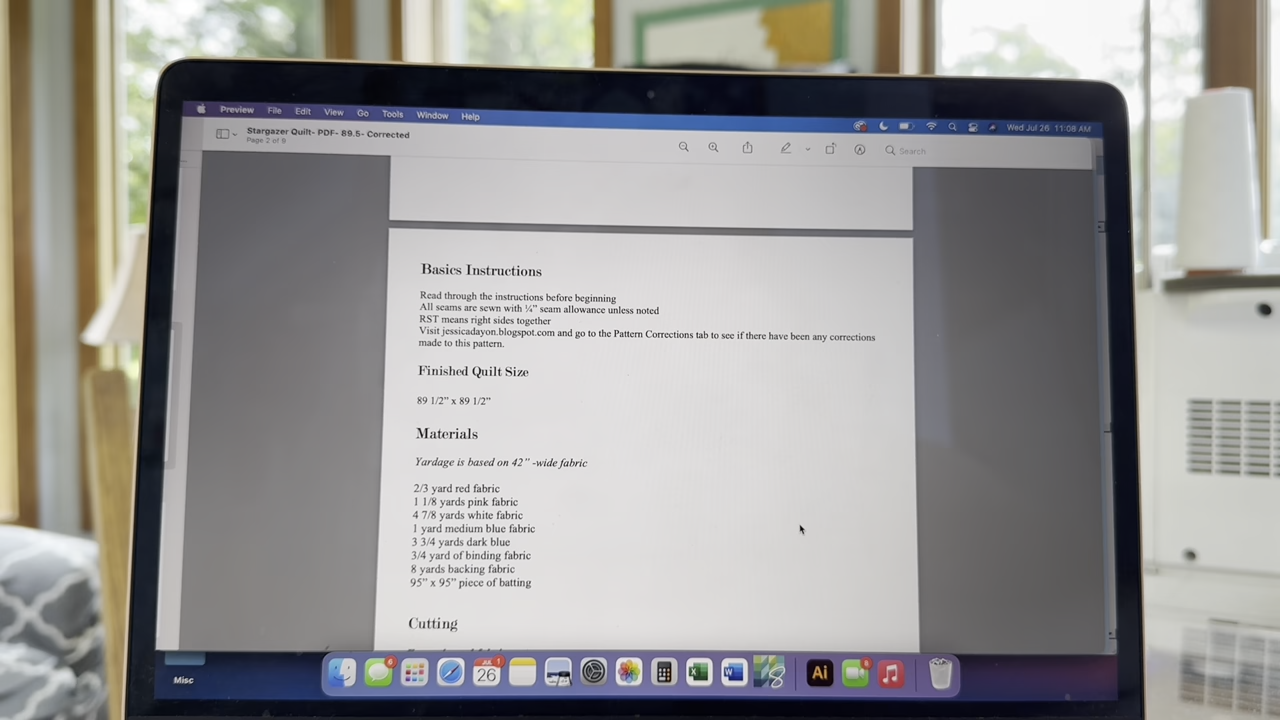 Preview File Edit View Go Tools Window Help
Wed Jul 26 11:08 AM
Stargazer Quilt- PDF- 89.5- Corrected
Page 2 of 9
Search
Basics Instructions
Read through the instructions before beginning
All seams are sewn with ¼” seam allowance unless noted
RST means right sides together
Visit jessicadayon.blogspot.com and go to the Pattern Corrections tab to see if there have been any corrections
made to this pattern.
Finished Quilt Size
89 1/2” x 89 1/2”
Materials
Yardage is based on 42” -wide fabric
2/3 yard red fabric
1 1/8 yards pink fabric
4 7/8 yards white fabric
1 yard medium blue fabric
3 3/4 yards dark blue
3/4 yard of binding fabric
8 yards backing fabric
95” x 95” piece of batting
Cutting
Misc
JUL
26
Ai